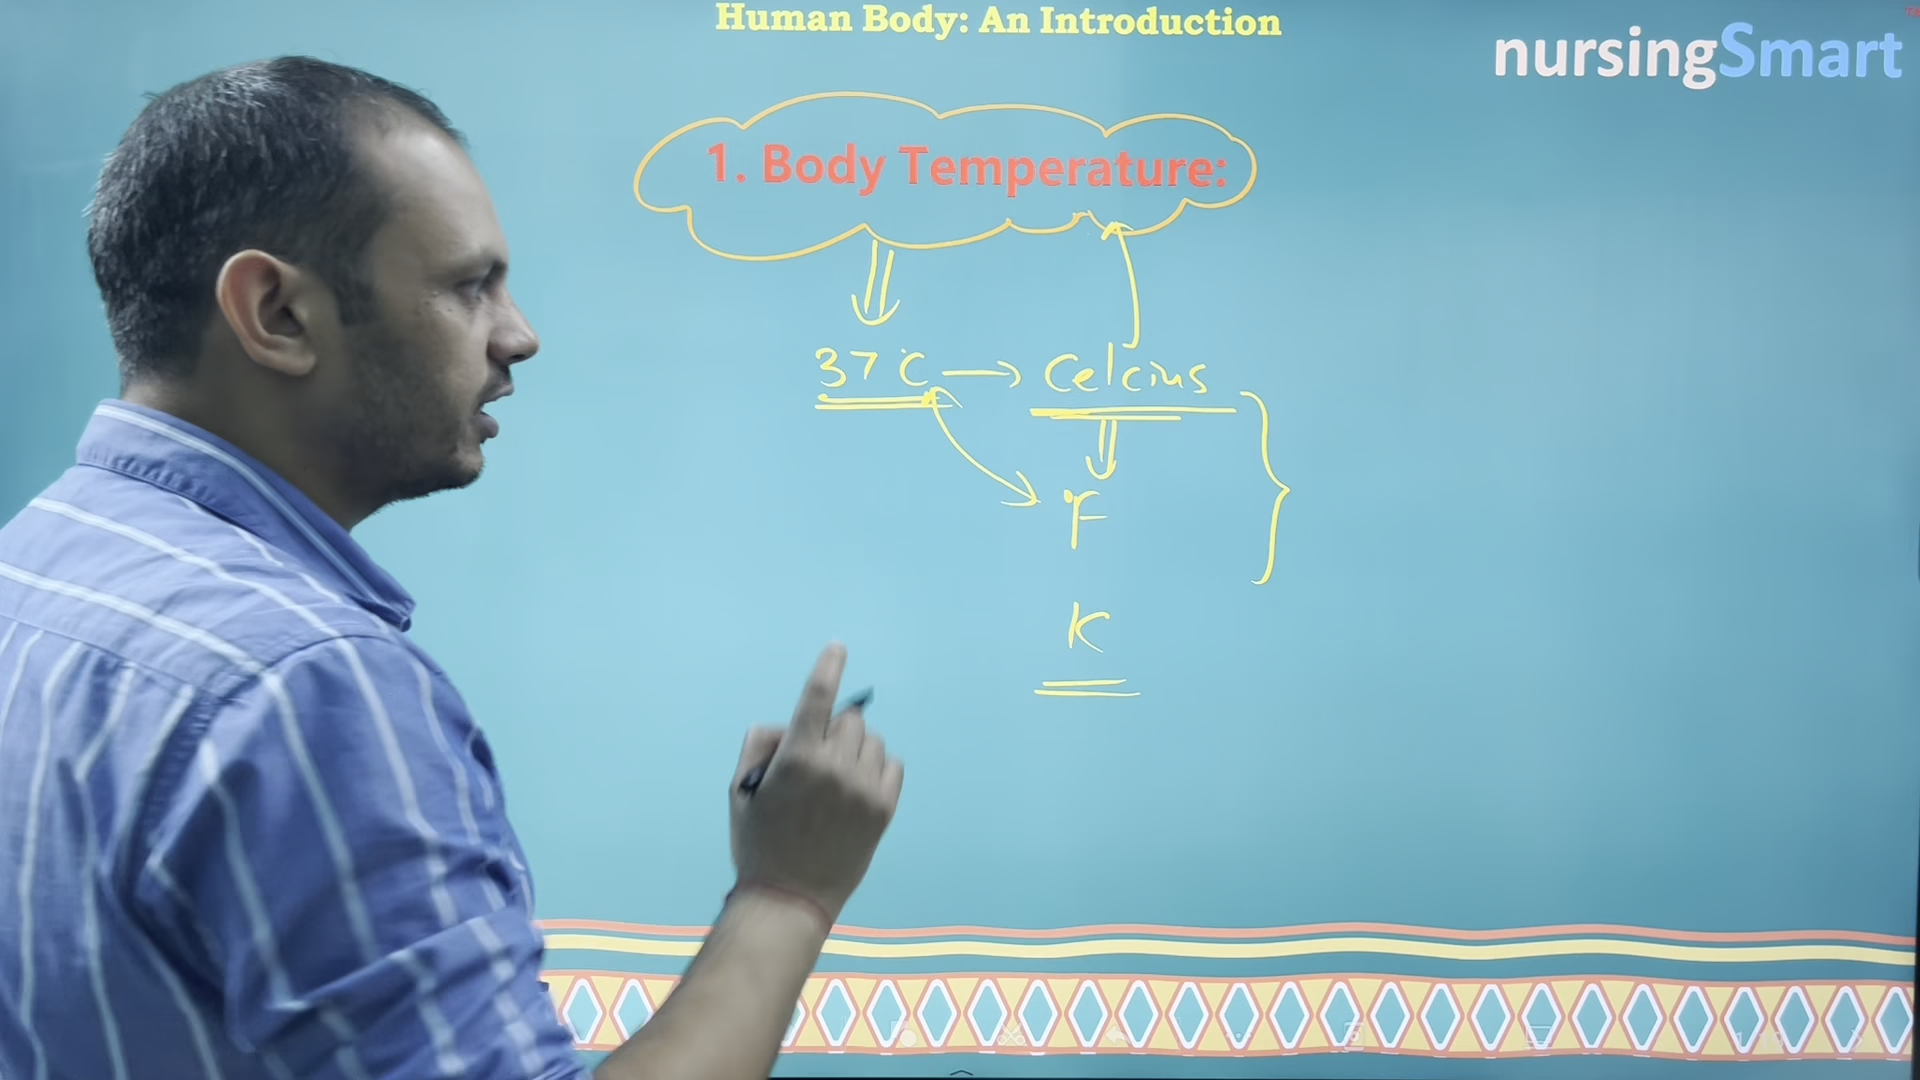 Human Body: An Introduction
nursingSmart
1. Body Temperature:
37°C → Celcius
°F
K